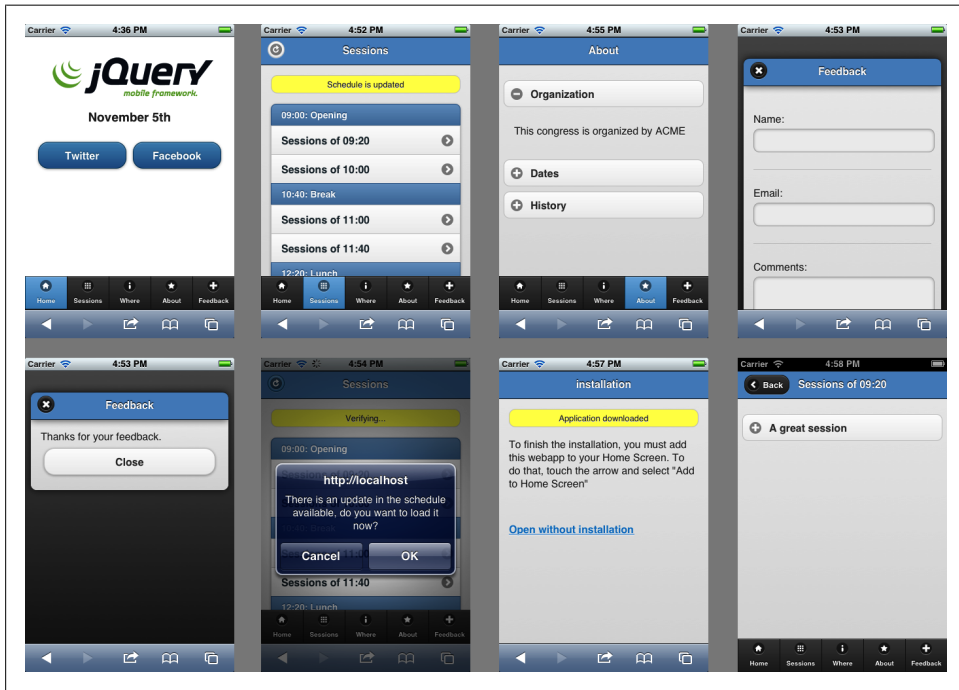 Carrier 4:36 PM
jQuery
mobile framework.
November 5th
Twitter Facebook
Home Sessions Where About Feedback
Carrier 4:52 PM
Sessions
Schedule is updated
09:00: Opening
Sessions of 09:20
Sessions of 10:00
10:40: Break
Sessions of 11:00
Sessions of 11:40
12:20: Lunch
Home Sessions Where About Feedback
Carrier 4:55 PM
About
Organization
This congress is organized by ACME
Dates
History
Home Sessions Where About Feedback
Carrier 4:53 PM
Feedback
Name:
Email:
Comments:
Carrier 4:53 PM
Feedback
Thanks for your feedback.
Close
Carrier 4:54 PM
Sessions
Verifying...
09:00: Opening
http://localhost
There is an update in the schedule
available, do you want to load it
now?
Cancel OK
Sessions of 11:40
12:20: Lunch
Home Sessions Where About Feedback
Carrier 4:57 PM
installation
Application downloaded
To finish the installation, you must add
this webapp to your Home Screen. To
do that, touch the arrow and select "Add
to Home Screen"
Open without installation
Carrier 4:58 PM
Back Sessions of 09:20
A great session
Home Sessions Where About Feedback